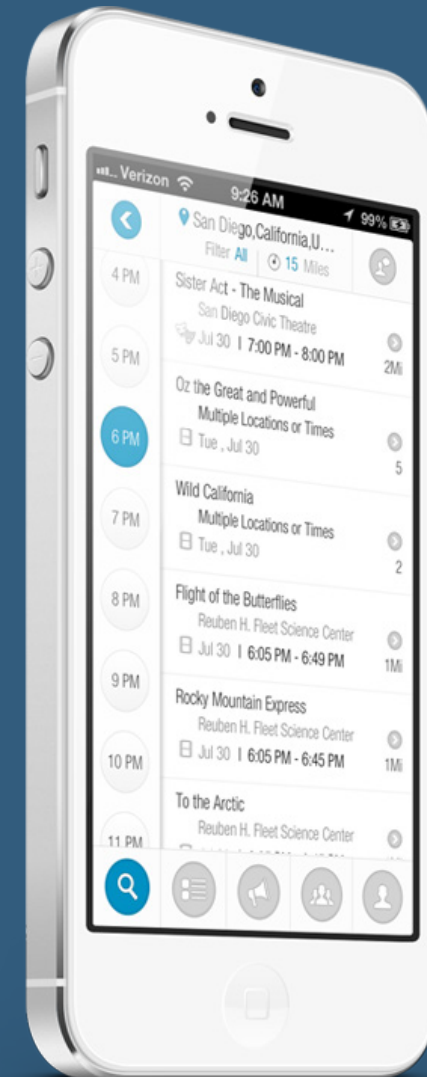 Verizon 9:26 AM 99%
San Diego,California,U...
Filter All 15 Miles
4 PM
5 PM
6 PM
7 PM
8 PM
9 PM
10 PM
11 PM
Sister Act - The Musical
San Diego Civic Theatre
Jul 30 | 7:00 PM - 8:00 PM
2Mi
Oz the Great and Powerful
Multiple Locations or Times
Tue , Jul 30
5
Wild California
Multiple Locations or Times
Tue , Jul 30
2
Flight of the Butterflies
Reuben H. Fleet Science Center
Jul 30 | 6:05 PM - 6:49 PM
1Mi
Rocky Mountain Express
Reuben H. Fleet Science Center
Jul 30 | 6:05 PM - 6:45 PM
1Mi
To the Arctic
Reuben H. Fleet Science Center